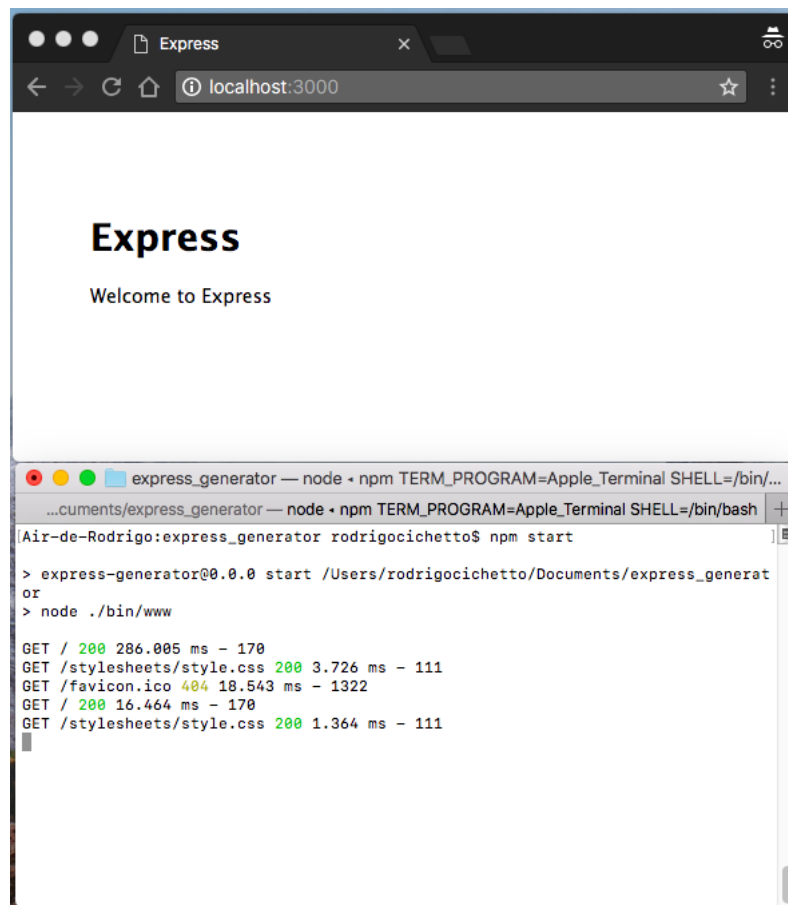 Express
localhost:3000
Express
Welcome to Express
express_generator — node ◂ npm TERM_PROGRAM=Apple_Terminal SHELL=/bin/...
...cuments/express_generator — node ◂ npm TERM_PROGRAM=Apple_Terminal SHELL=/bin/bash
[Air-de-Rodrigo:express_generator rodrigocichetto$ npm start ]
> express-generator@0.0.0 start /Users/rodrigocichetto/Documents/express_generat
or
> node ./bin/www
GET / 200 286.005 ms - 170
GET /stylesheets/style.css 200 3.726 ms - 111
GET /favicon.ico 404 18.543 ms - 1322
GET / 200 16.464 ms - 170
GET /stylesheets/style.css 200 1.364 ms - 111